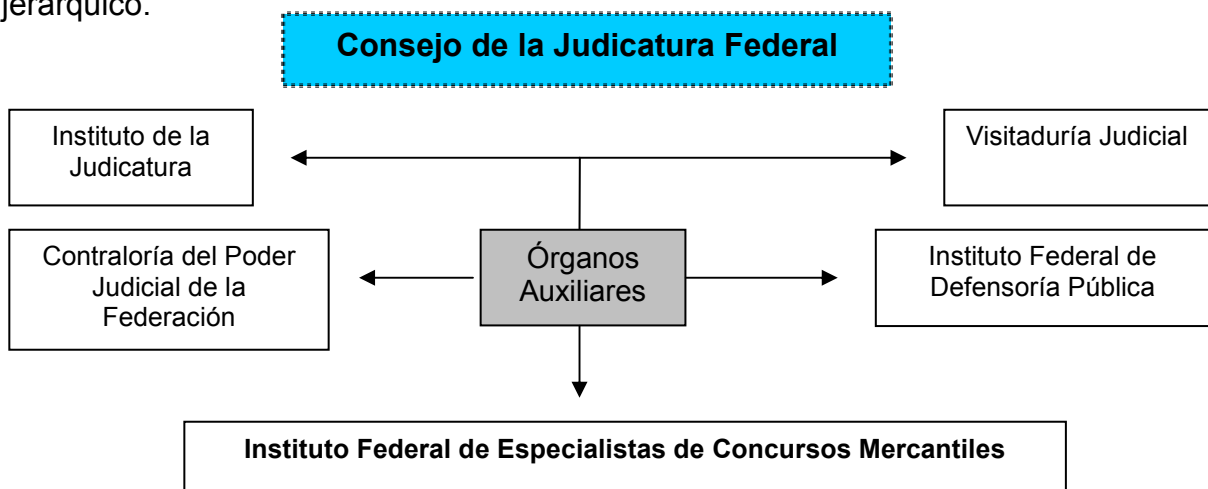 jerárquico.
Consejo de la Judicatura Federal
Instituto de la
Judicatura
Visitaduría Judicial
Contraloría del Poder
Judicial de la
Federación
Órganos
Auxiliares
Instituto Federal de
Defensoría Pública
Instituto Federal de Especialistas de Concursos Mercantiles